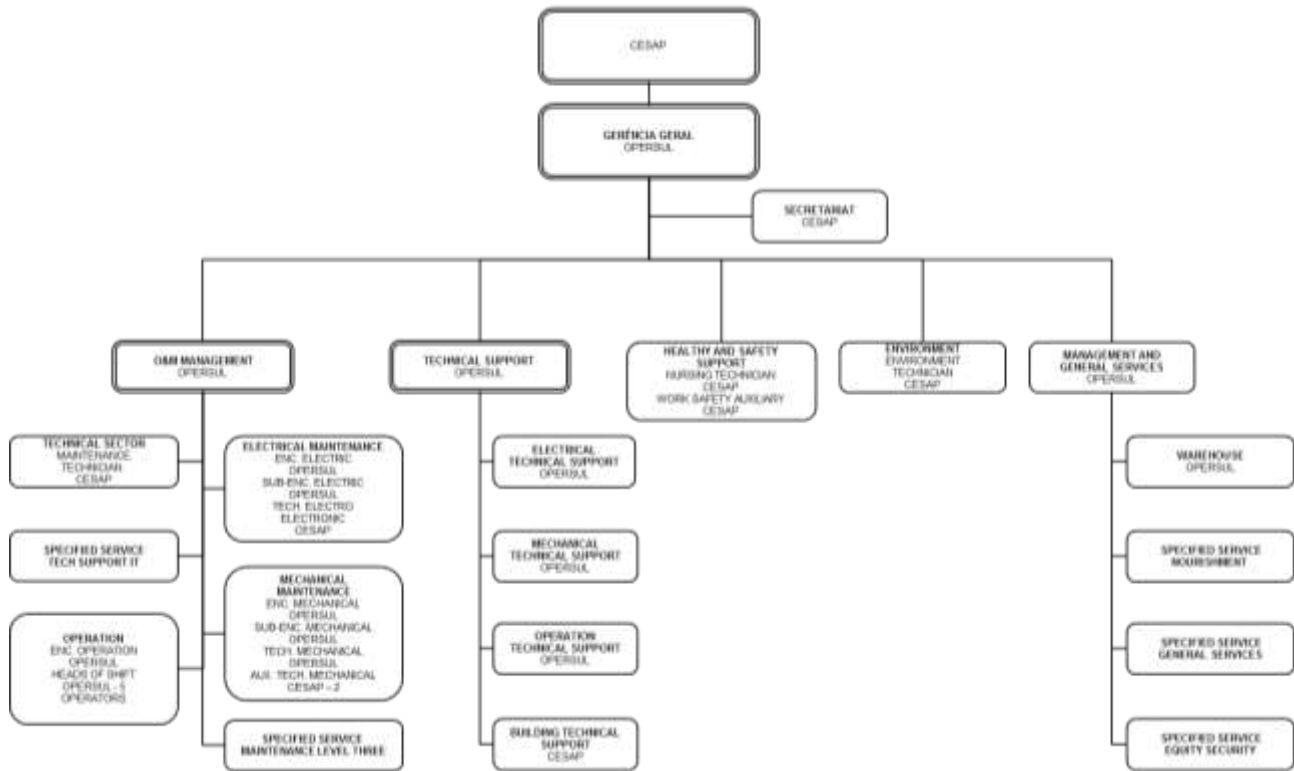 CESAP
GERÊNCIA GERAL
OPERSUL
SECRETARIAT
CESAP
O&M MANAGEMENT
OPERSUL
TECHNICAL SUPPORT
OPERSUL
HEALTHY AND SAFETY
SUPPORT
NURSING TECHNICIAN
CESAP
WORK SAFETY AUXILIARY
CESAP
ENVIRONMENT
ENVIRONMENT
TECHNICIAN
CESAP
MANAGEMENT AND
GENERAL SERVICES
OPERSUL
TECHNICAL SECTOR
MAINTENANCE
TECHNICIAN
CESAP
ELECTRICAL MAINTENANCE
ENC. ELECTRIC
OPERSUL
SUB-ENC. ELECTRIC
OPERSUL
TECH. ELECTRO
ELECTRONIC
CESAP
ELECTRICAL
TECHNICAL SUPPORT
OPERSUL
WAREHOUSE
OPERSUL
SPECIFIED SERVICE
TECH SUPPORT IT
MECHANICAL
MAINTENANCE
ENC. MECHANICAL
OPERSUL
SUB-ENC. MECHANICAL
OPERSUL
TECH. MECHANICAL
OPERSUL
AUX. TECH. MECHANICAL
CESAP – 2
MECHANICAL
TECHNICAL SUPPORT
OPERSUL
SPECIFIED SERVICE
NOURISHMENT
OPERATION
ENC. OPERATION
OPERSUL
HEADS OF SHIFT
OPERSUL - 5
OPERATORS
OPERATION
TECHNICAL SUPPORT
OPERSUL
SPECIFIED SERVICE
GENERAL SERVICES
SPECIFIED SERVICE
MAINTENANCE LEVEL THREE
BUILDING TECHNICAL
SUPPORT
CESAP
SPECIFIED SERVICE
EQUITY SECURITY